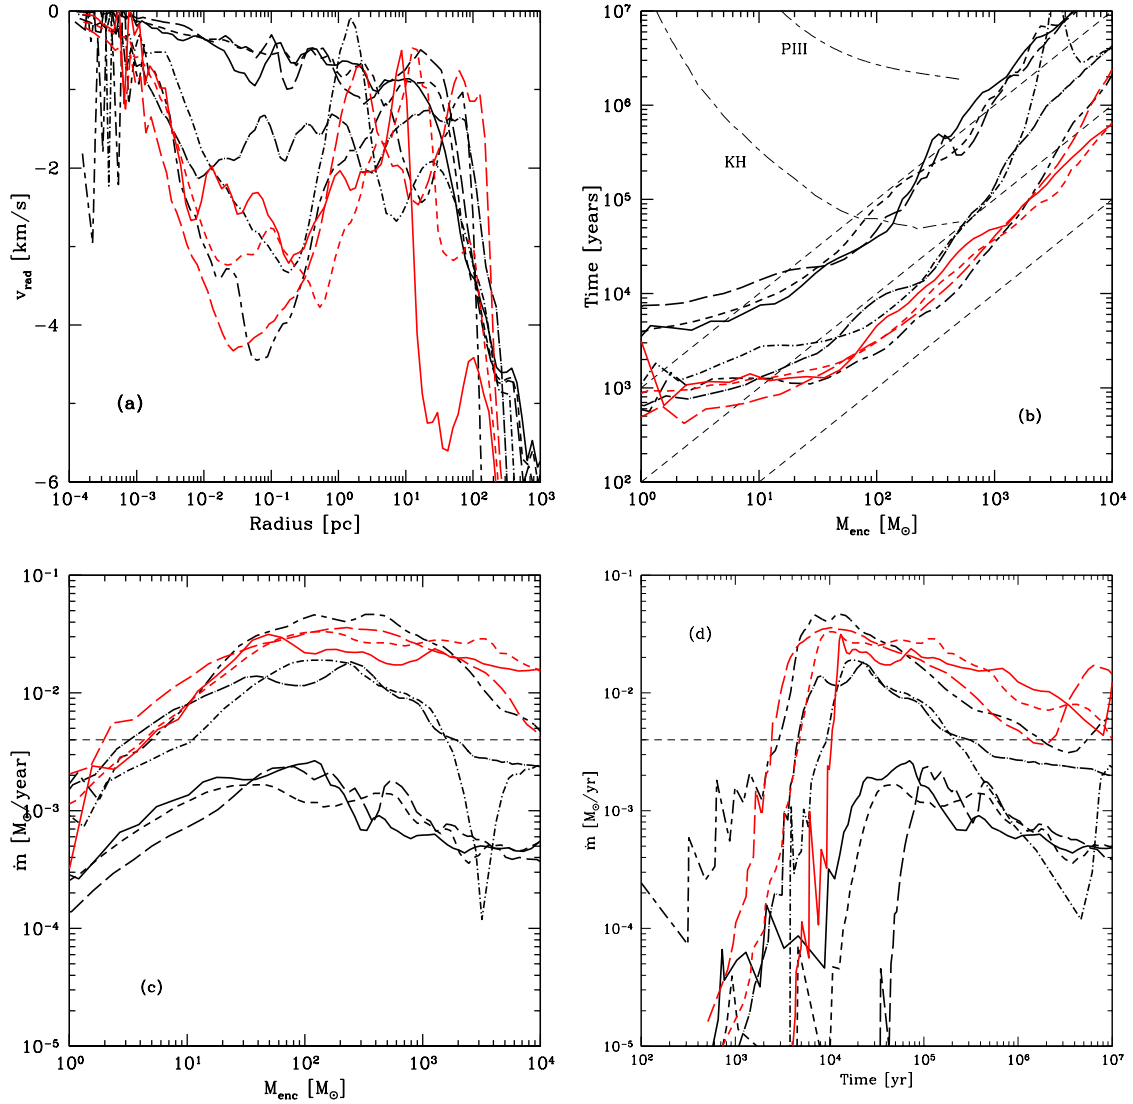 0
−2
−4
−6
v_rad [km/s]
(a)
10^−4 10^−3 10^−2 10^−1 10^0 10^1 10^2 10^3
Radius [pc]
10^7
10^6
10^5
10^4
10^3
10^2
Time [years]
PIII
KH
(b)
10^0 10^1 10^2 10^3 10^4
M_enc [M_⊙]
10^−1
10^−2
10^−3
10^−4
10^−5
ṁ [M_⊙/year]
(c)
10^0 10^1 10^2 10^3 10^4
M_enc [M_⊙]
10^−1
10^−2
10^−3
10^−4
10^−5
ṁ [M_⊙/yr]
(d)
10^2 10^3 10^4 10^5 10^6 10^7
Time [yr]